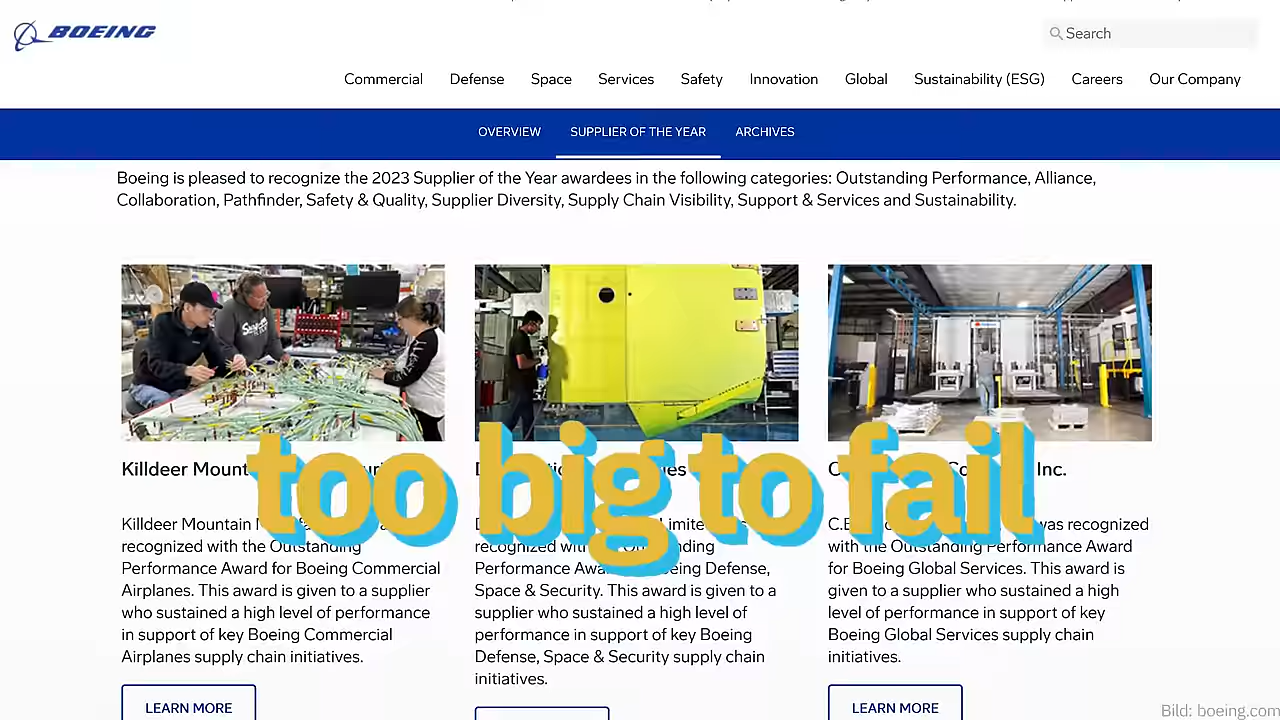 BOEING
Search
Commercial Defense Space Services Safety Innovation Global Sustainability (ESG) Careers Our Company
OVERVIEW SUPPLIER OF THE YEAR ARCHIVES
Boeing is pleased to recognize the 2023 Supplier of the Year awardees in the following categories: Outstanding Performance, Alliance,
Collaboration, Pathfinder, Safety & Quality, Supplier Diversity, Supply Chain Visibility, Support & Services and Sustainability.
Killdeer
Inc.
too big to fail
Killdeer Mountain
recognized with the Outstanding
Performance Award for Boeing Commercial
Airplanes. This award is given to a supplier
who sustained a high level of performance
in support of key Boeing Commercial
Airplanes supply chain initiatives.
LEARN MORE
recognized
Performance Defense,
Space & Security. This award is given to a
supplier who sustained a high level of
performance in support of key Boeing
Defense, Space & Security supply chain
initiatives.
was recognized
with the Outstanding Performance Award
for Boeing Global Services. This award is
given to a supplier who sustained a high
level of performance in support of key
Boeing Global Services supply chain
initiatives.
LEARN MORE
Bild: boeing.com